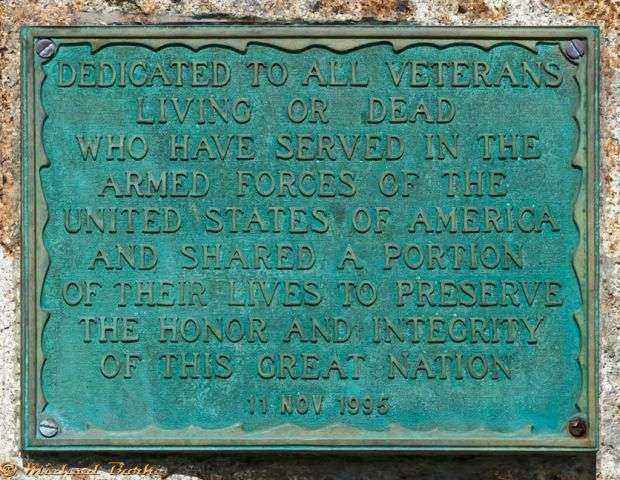 DEDICATED TO ALL VETERANS
LIVING OR DEAD
WHO HAVE SERVED IN THE
ARMED FORCES OF THE
UNITED STATES OF AMERICA
AND SHARED A PORTION
OF THEIR LIVES TO PRESERVE
THE HONOR AND INTEGRITY
OF THIS GREAT NATION
11 NOV 1995
© Michael